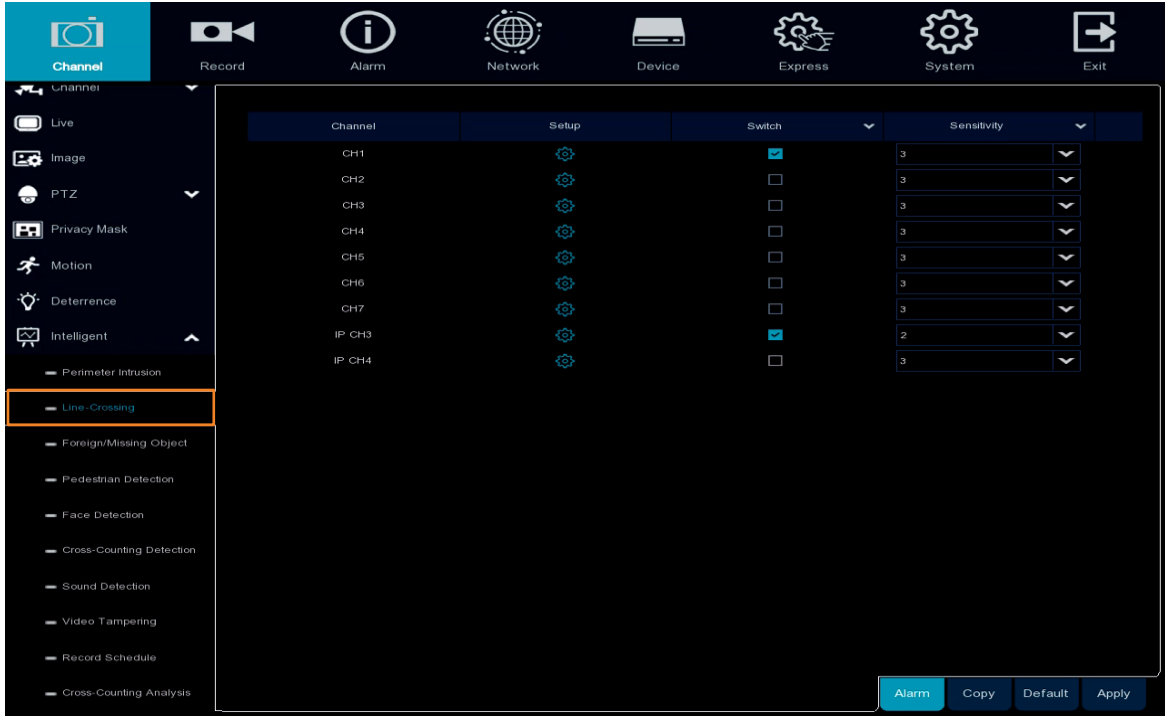 Channel Record Alarm Network Device Express System Exit
Channel
Live
Image
PTZ
Privacy Mask
Motion
Deterrence
Intelligent
Perimeter Intrusion
Line-Crossing
Foreign/Missing Object
Pedestrian Detection
Face Detection
Cross-Counting Detection
Sound Detection
Video Tampering
Record Schedule
Cross-Counting Analysis
Channel Setup Switch Sensitivity
CH1 3
CH2 3
CH3 3
CH4 3
CH5 3
CH6 3
CH7 3
IP CH3 2
IP CH4 3
Alarm Copy Default Apply